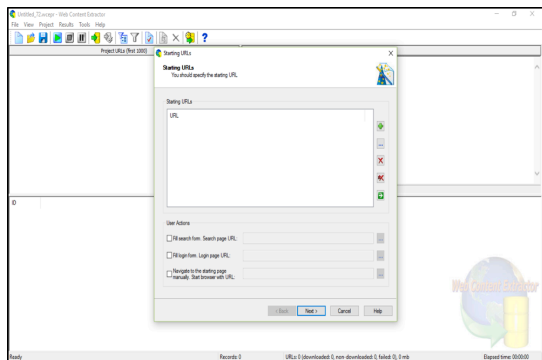 Untitled_72.wcepr - Web Content Extractor
File View Project Results Tools Help
Project URLs (first 1000)
Starting URLs
Starting URLs
You should specify the starting URL
Starting URLs
URL
ID
User Actions
Fill search form. Search page URL:
Fill login form. Login page URL:
Navigate to the starting page
manually. Start browser with URL:
< Back Next > Cancel Help
Web Content Extractor
Ready Records: 0 URLs: 0 (downloaded: 0, non-downloaded: 0, failed: 0), 0 mb Elapsed time: 00:00:00